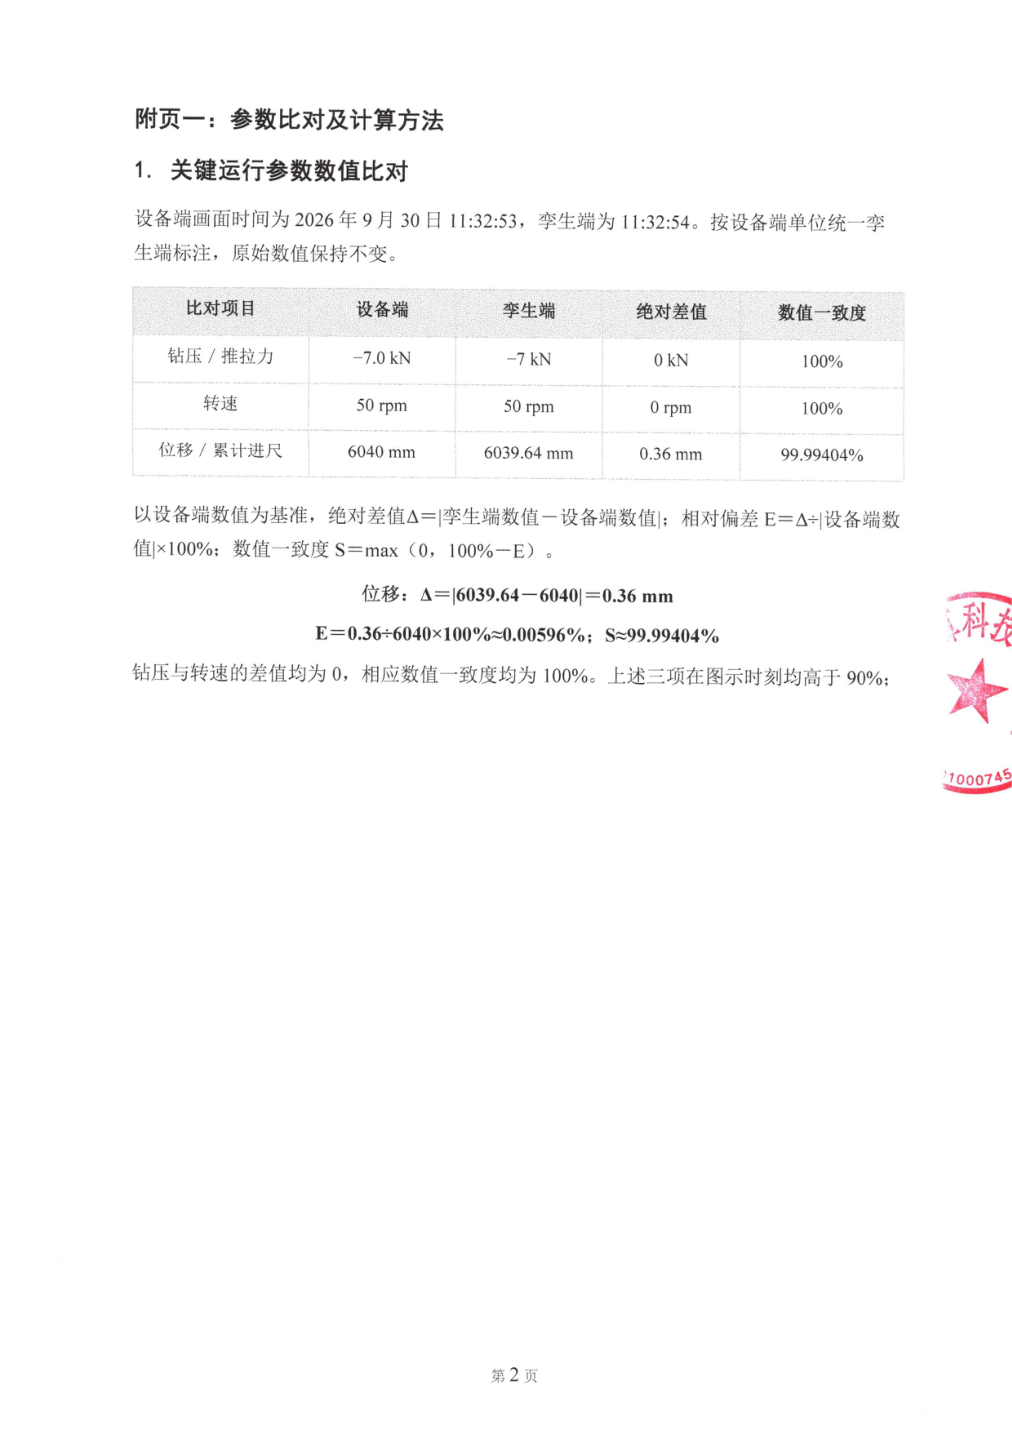 附页一：参数比对及计算方法
1. 关键运行参数数值比对
设备端画面时间为 2026 年 9 月 30 日 11:32:53，孪生端为 11:32:54。按设备端单位统一孪
生端标注，原始数值保持不变。
比对项目 设备端 孪生端 绝对差值 数值一致度
钻压 / 推拉力 −7.0 kN −7 kN 0 kN 100%
转速 50 rpm 50 rpm 0 rpm 100%
位移 / 累计进尺 6040 mm 6039.64 mm 0.36 mm 99.99404%
以设备端数值为基准，绝对差值Δ＝|孪生端数值－设备端数值|；相对偏差 E＝Δ÷|设备端数
值|×100%；数值一致度 S＝max（0，100%－E）。
位移：Δ＝|6039.64－6040|＝0.36 mm
E＝0.36÷6040×100%≈0.00596%；S≈99.99404%
钻压与转速的差值均为 0，相应数值一致度均为 100%。上述三项在图示时刻均高于 90%；
科技
1000745
第 2 页